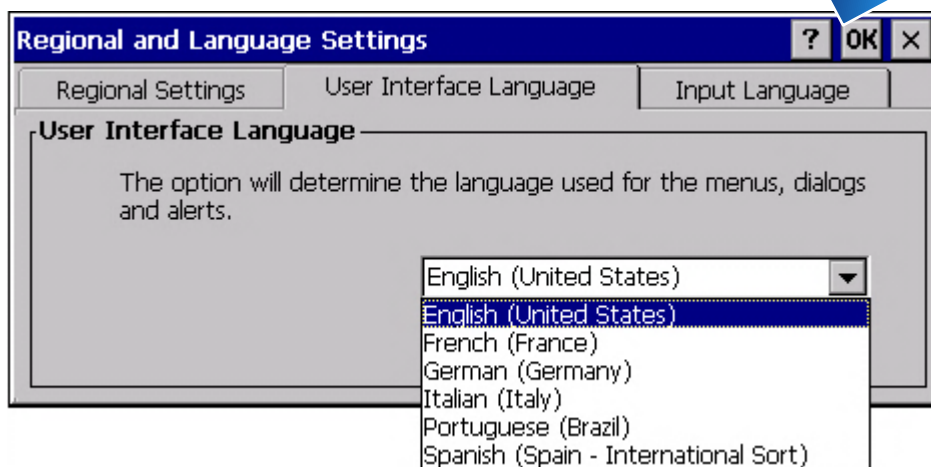 Regional and Language Settings ? OK ×
Regional Settings User Interface Language Input Language
User Interface Language
The option will determine the language used for the menus, dialogs
and alerts.
English (United States)
English (United States)
French (France)
German (Germany)
Italian (Italy)
Portuguese (Brazil)
Spanish (Spain - International Sort)